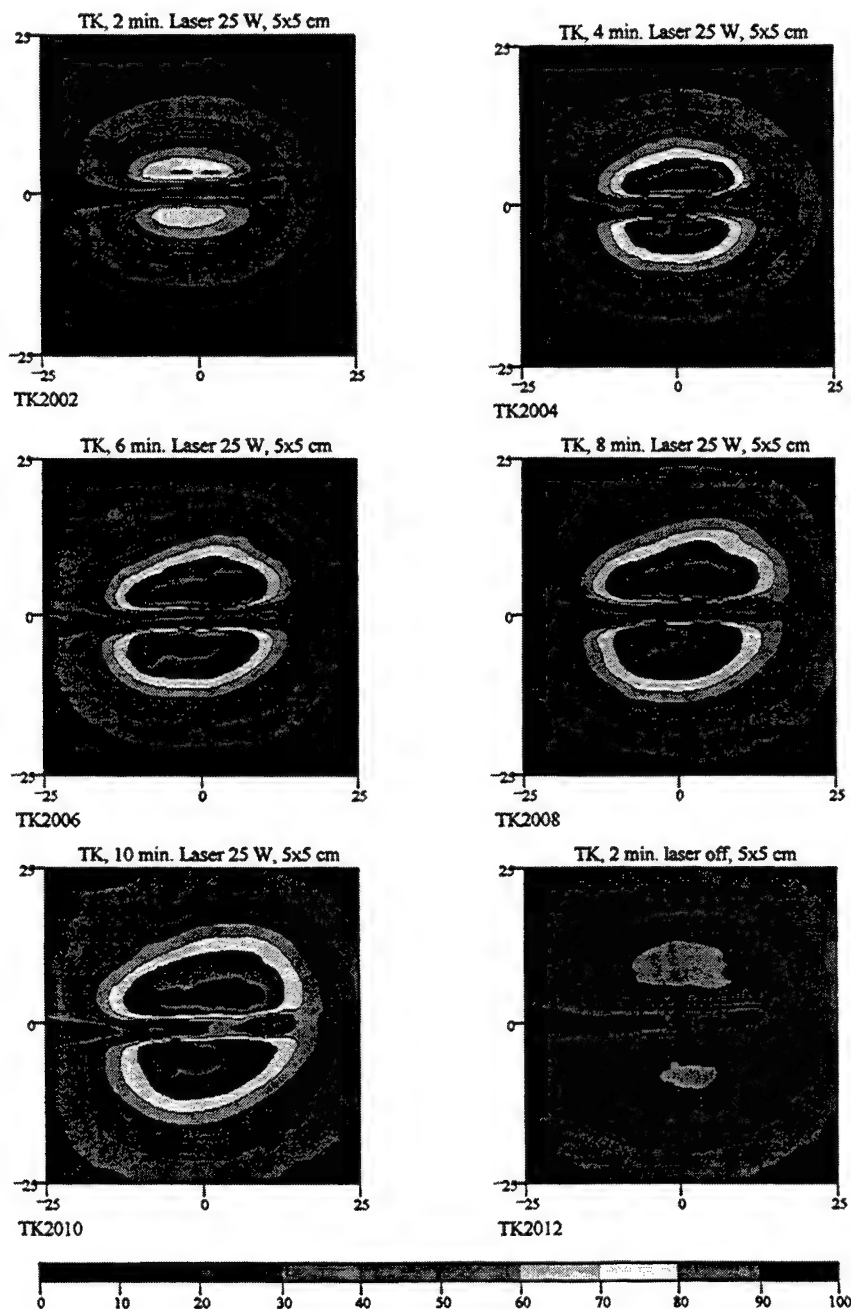 TK, 2 min. Laser 25 W, 5x5 cm
25
0
−25
−25
0
25
TK2002
TK, 4 min. Laser 25 W, 5x5 cm
25
0
−25
−25
0
25
TK2004
TK, 6 min. Laser 25 W, 5x5 cm
25
0
−25
−25
0
25
TK2006
TK, 8 min. Laser 25 W, 5x5 cm
25
0
−25
−25
0
25
TK2008
TK, 10 min. Laser 25 W, 5x5 cm
25
0
−25
−25
0
25
TK2010
TK, 2 min. laser off, 5x5 cm
25
0
−25
−25
0
25
TK2012
0 10 20 30 40 50 60 70 80 90 100